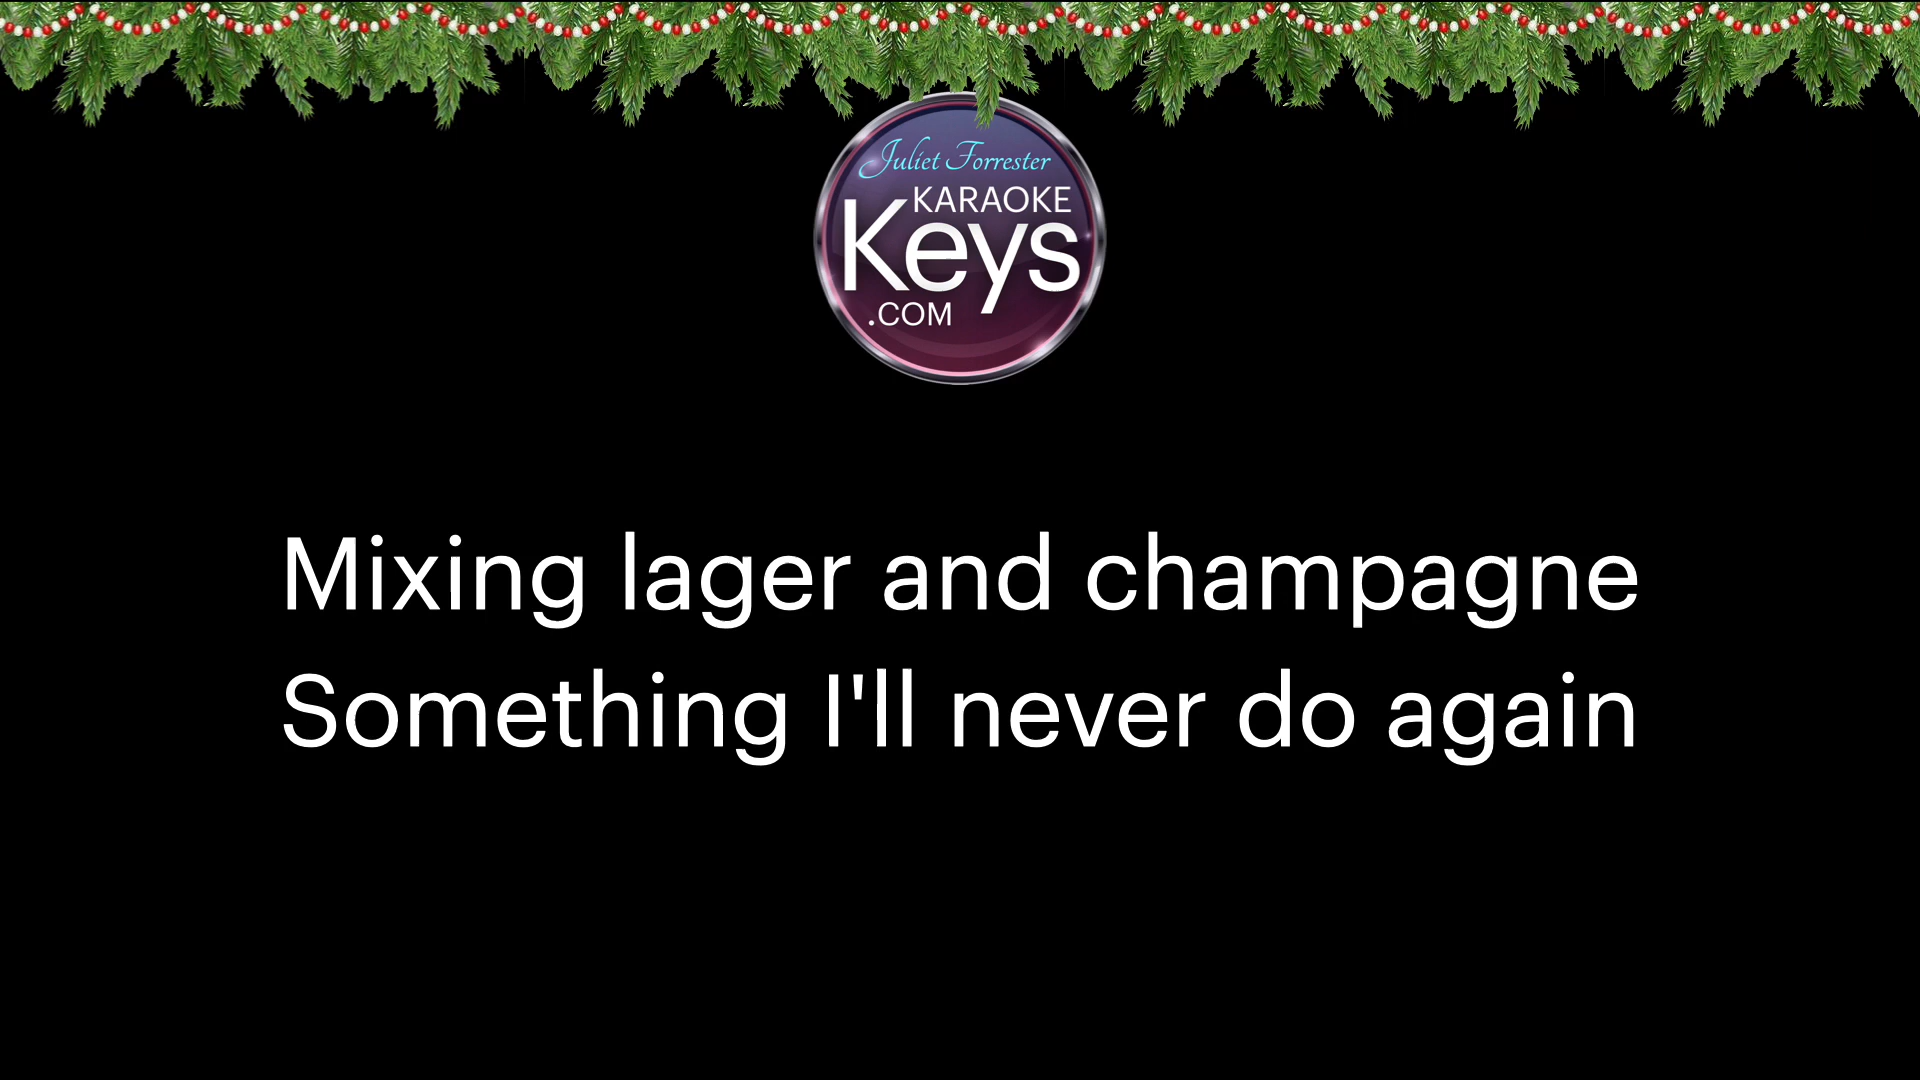 Juliet Forrester
KARAOKE
Keys
.COM
Mixing lager and champagne
Something I'll never do again